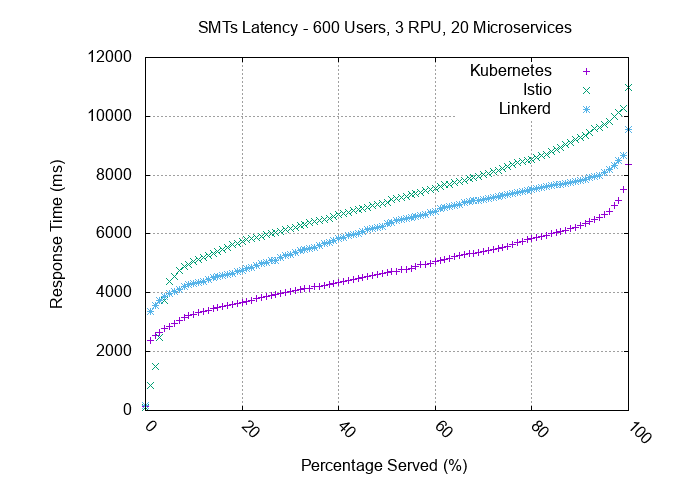 SMTs Latency - 600 Users, 3 RPU, 20 Microservices
12000
10000
8000
6000
4000
2000
0
Response Time (ms)
Kubernetes
Istio
Linkerd
0 20 40 60 80 100
Percentage Served (%)